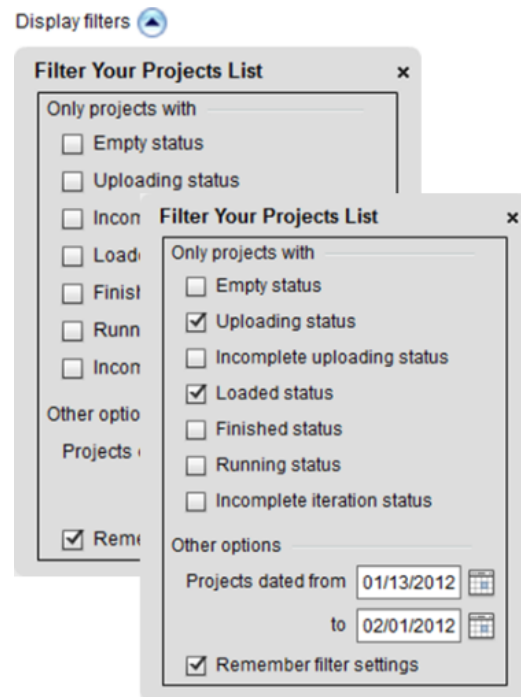 Display filters
Filter Your Projects List x
Only projects with
Empty status
Uploading status
Filter Your Projects List x
Only projects with
Empty status
Uploading status
Incomplete uploading status
Loaded status
Finished status
Running status
Incomplete iteration status
Other options
Projects dated from 01/13/2012
to 02/01/2012
Remember filter settings